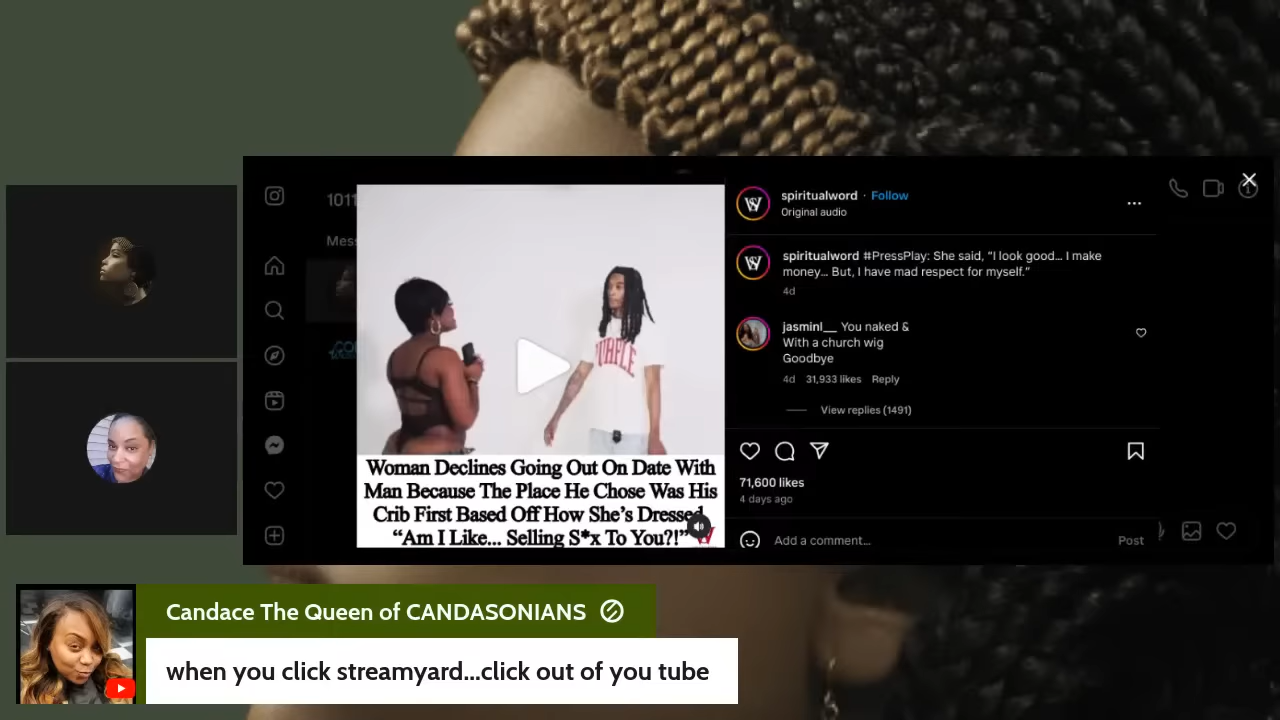 1011
Mess
spiritualword · Follow
Original audio
spiritualword #PressPlay: She said, “I look good… I make
money… But, I have mad respect for myself.”
4d
jasminl__ You naked &
With a church wig
Goodbye
4d 31,933 likes Reply
View replies (1491)
71,600 likes
4 days ago
Add a comment…
Post
PURPLE
Woman Declines Going Out On Date With
Man Because The Place He Chose Was His
Crib First Based Off How She’s Dressed
“Am I Like... Selling S*x To You?!”
Candace The Queen of CANDASONIANS
when you click streamyard...click out of you tube